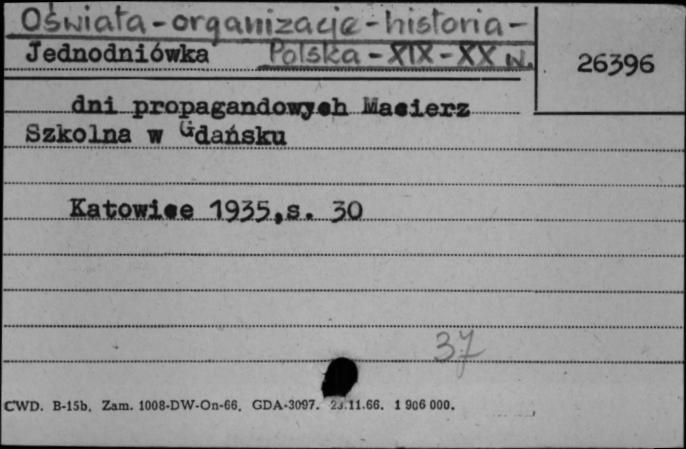 Oświata - organizacje - historia -
Jednodniówka Polska - XIX - XX w.
26396
dni propagandowych Macierz
Szkolna w Gdańsku
Katowice 1935,s. 30
37
CWD. B-15b. Zam. 1008-DW-On-66. GDA-3097. 23.11.66. 1 906 000.